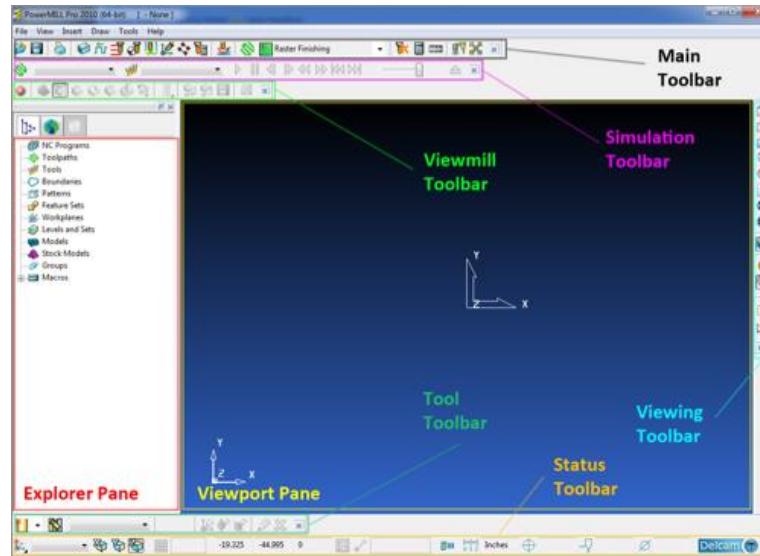 PowerMILL Pro 2010 (64-bit) [ - None ]
File View Insert Draw Tools Help
Raster Finishing
Main
Toolbar
Simulation
Toolbar
Viewmill
Toolbar
NC Programs
Toolpaths
Tools
Boundaries
Patterns
Feature Sets
Workplanes
Levels and Sets
Models
Stock Models
Groups
Macros
Y
Z
X
Tool
Toolbar
Viewing
Toolbar
Y
Z
X
Status
Toolbar
Explorer Pane
Viewport Pane
-19.325 -44.995 0
Inches
Delcam